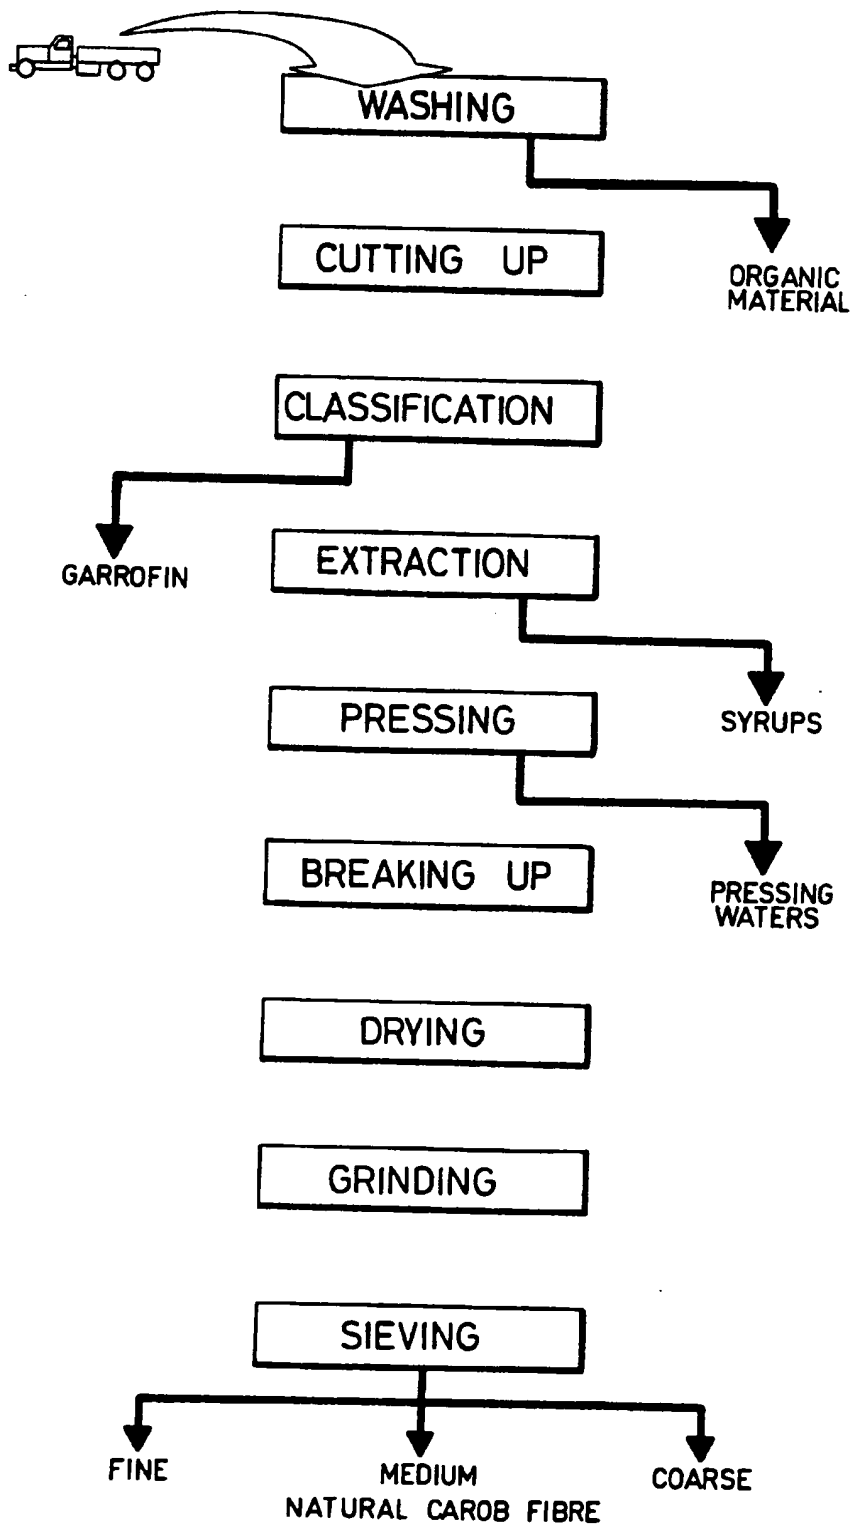 WASHING
ORGANIC
MATERIAL
CUTTING UP
CLASSIFICATION
GARROFIN
EXTRACTION
SYRUPS
PRESSING
PRESSING
WATERS
BREAKING UP
DRYING
GRINDING
SIEVING
FINE
MEDIUM
COARSE
NATURAL CAROB FIBRE